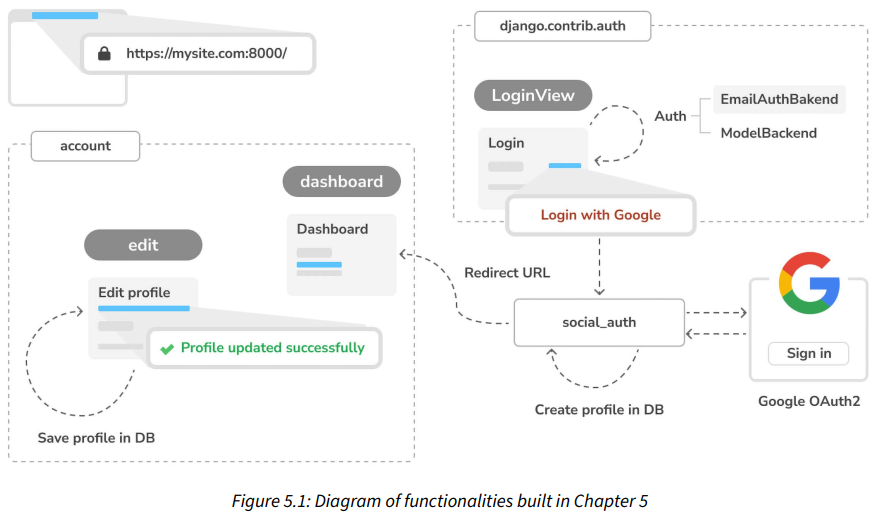 https://mysite.com:8000/
django.contrib.auth
LoginView
Login
Auth
EmailAuthBakend
ModelBackend
Login with Google
account
dashboard
Dashboard
edit
Edit profile
Profile updated successfully
Save profile in DB
Redirect URL
social_auth
Create profile in DB
Sign in
Google OAuth2
Figure 5.1: Diagram of functionalities built in Chapter 5